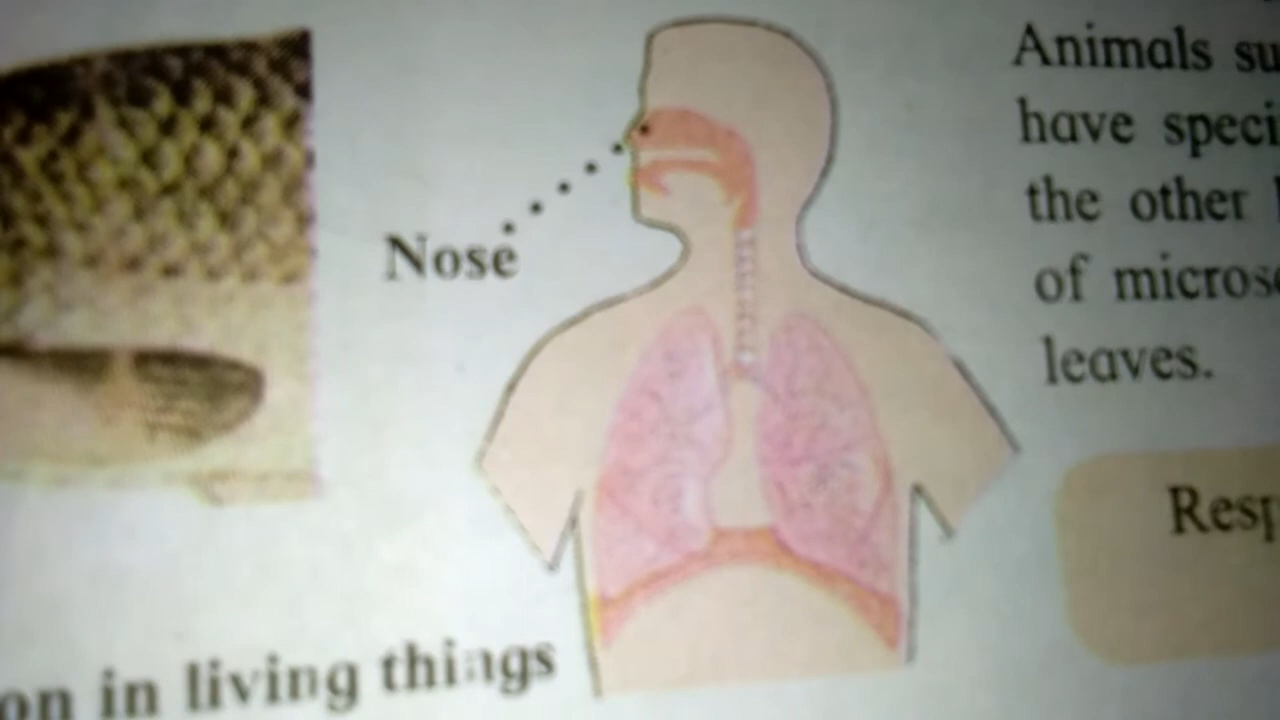 Nose
on in living things
Animals su
have speci
the other
of micros
leaves.
Resp